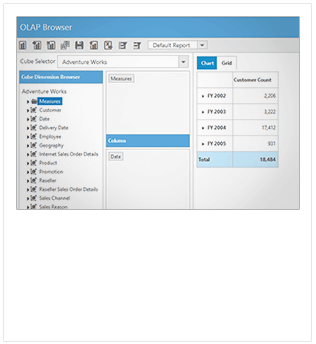 OLAP Browser
Default Report
Cube Selector Adventure Works
Cube Dimension Browser
Adventure Works
Measures
Customer
Date
Delivery Date
Employee
Geography
Internet Sales Order Details
Product
Promotion
Reseller
Reseller Sales Order Details
Sales Channel
Sales Reason
Measures
Column
Date
Chart Grid
Customer Count
FY 2002 2,206
FY 2003 3,222
FY 2004 17,412
FY 2005 931
Total 18,484